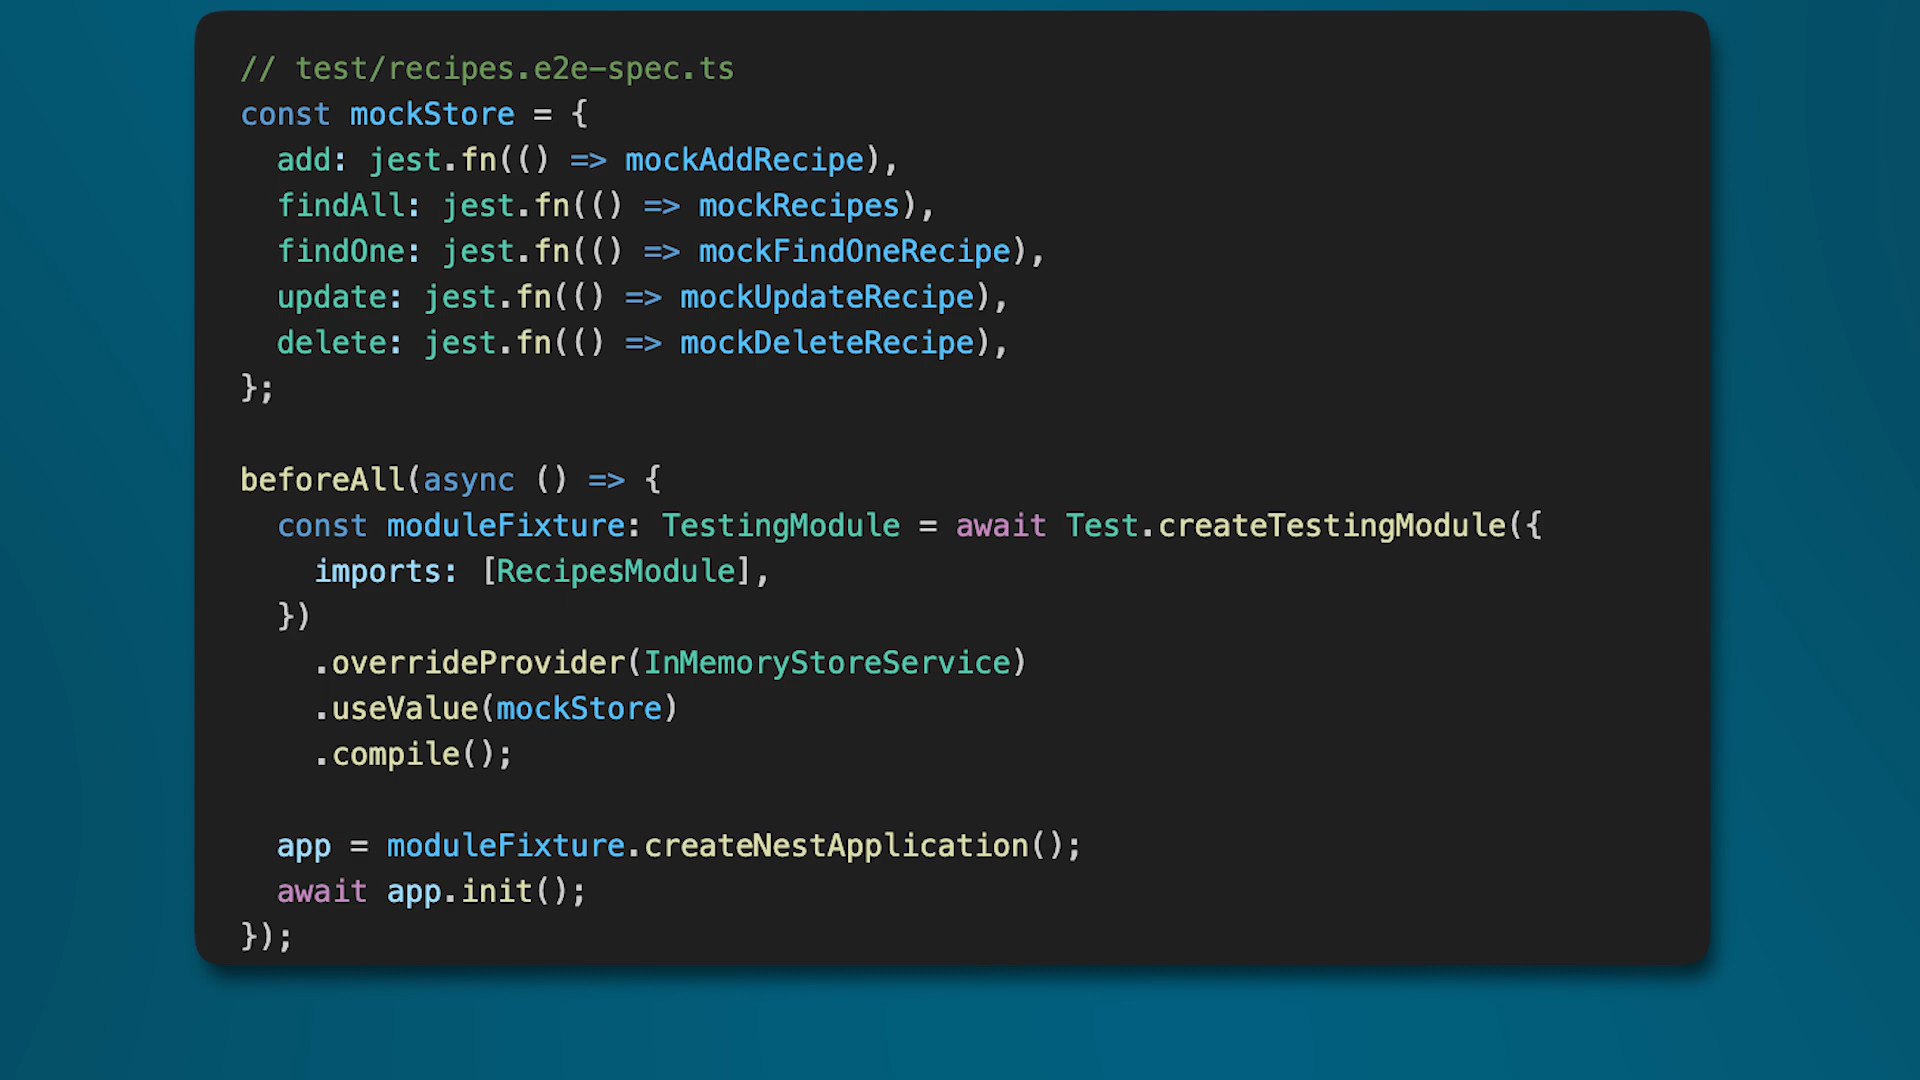 // test/recipes.e2e-spec.ts
const mockStore = {
  add: jest.fn(() => mockAddRecipe),
  findAll: jest.fn(() => mockRecipes),
  findOne: jest.fn(() => mockFindOneRecipe),
  update: jest.fn(() => mockUpdateRecipe),
  delete: jest.fn(() => mockDeleteRecipe),
};

beforeAll(async () => {
  const moduleFixture: TestingModule = await Test.createTestingModule({
    imports: [RecipesModule],
  })
    .overrideProvider(InMemoryStoreService)
    .useValue(mockStore)
    .compile();

  app = moduleFixture.createNestApplication();
  await app.init();
});